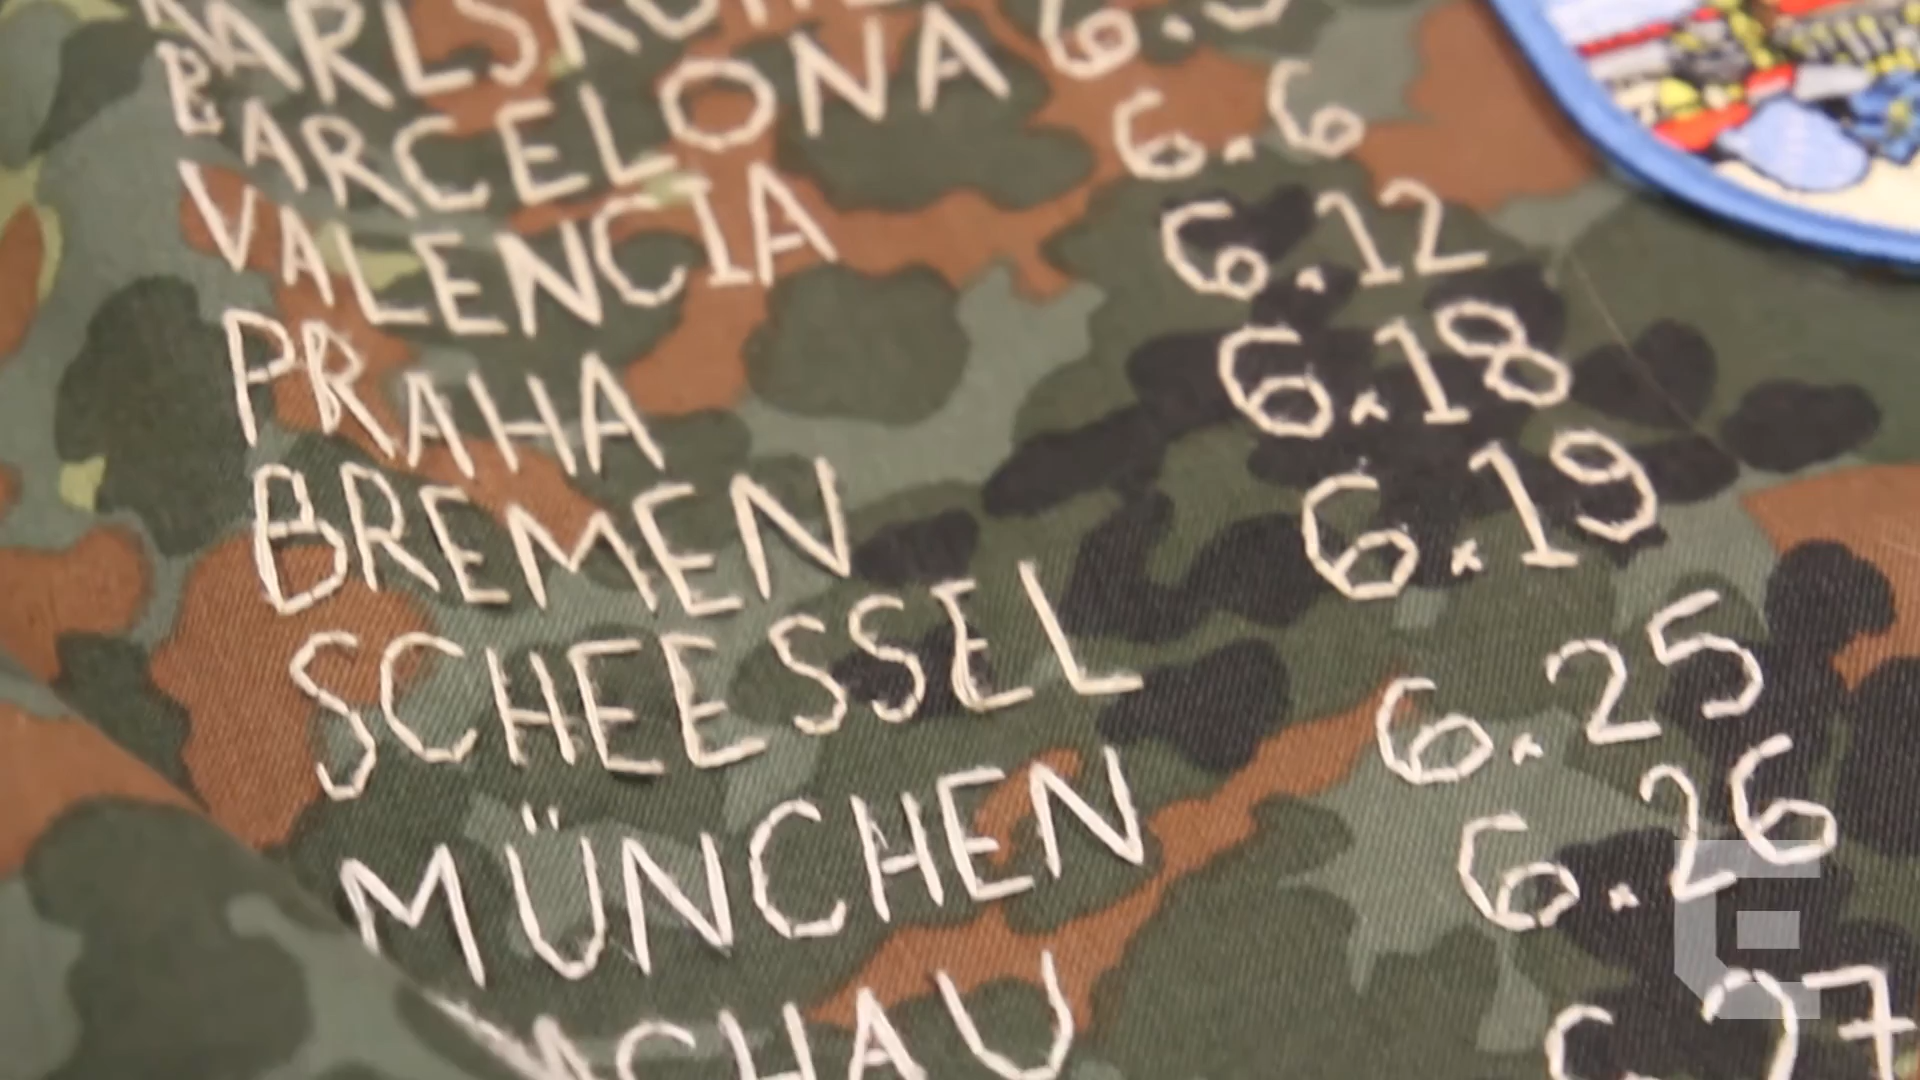 BARCELONA 6.6
VALENCIA 6.12
PRAHA 6.18
BREMEN 6.19
SCHEESSEL 6.25
MÜNCHEN 6.26